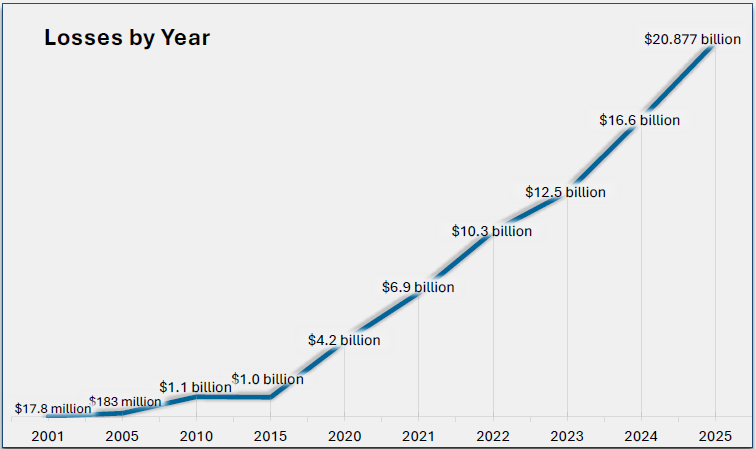 Losses by Year
$20.877 billion
$16.6 billion
$12.5 billion
$10.3 billion
$6.9 billion
$4.2 billion
$1.1 billion
$1.0 billion
$183 million
$17.8 million
2001 2005 2010 2015 2020 2021 2022 2023 2024 2025